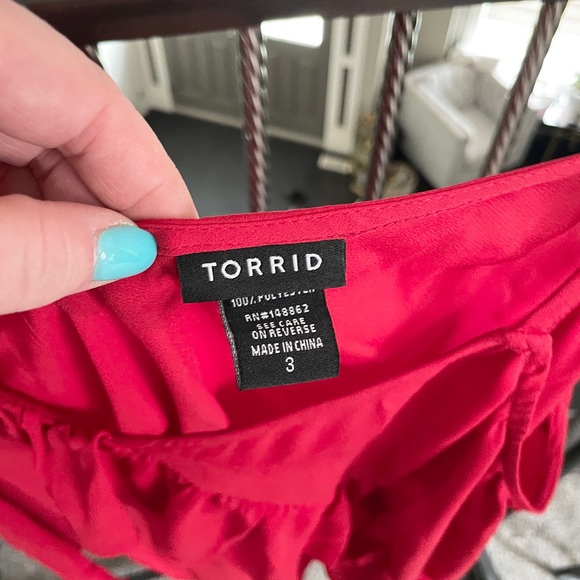 TORRID
100% POLYESTER
RN#148862
SEE CARE
ON REVERSE
MADE IN CHINA
3